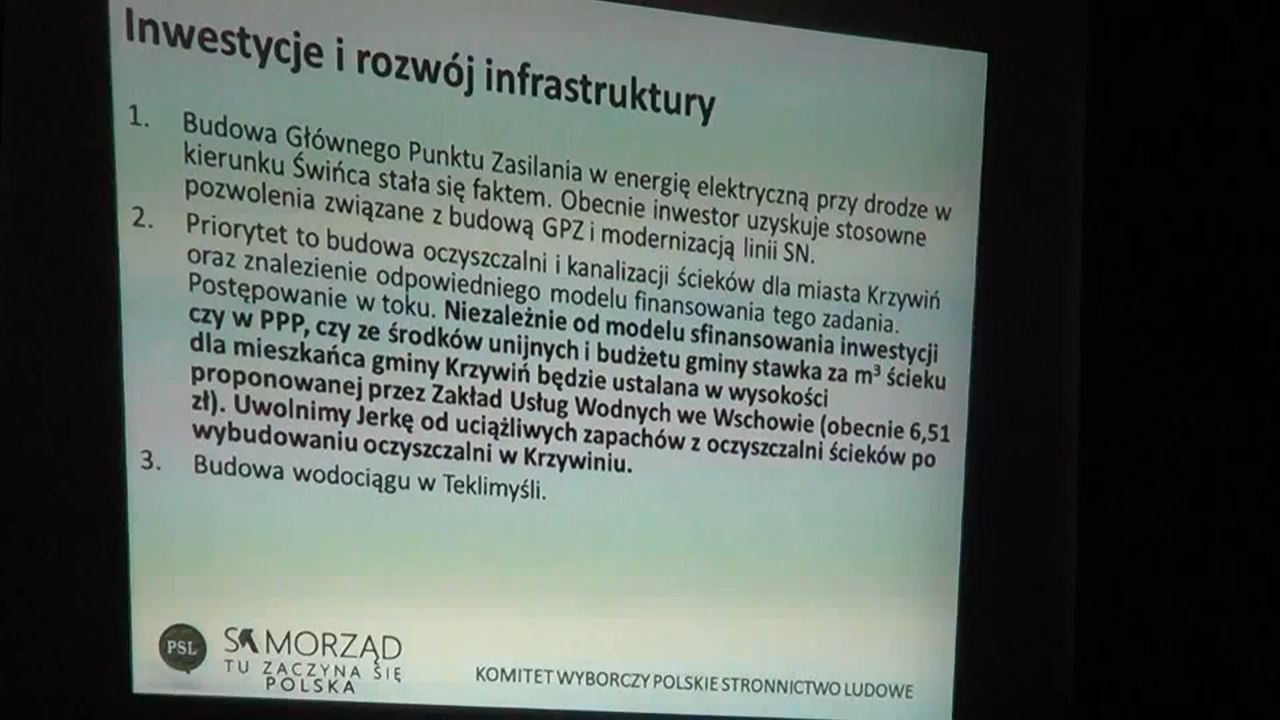 Inwestycje i rozwój infrastruktury
1. Budowa Głównego Punktu Zasilania w energię elektryczną przy drodze w
kierunku Świńca stała się faktem. Obecnie inwestor uzyskuje stosowne
pozwolenia związane z budową GPZ i modernizacją linii SN.
2. Priorytet to budowa oczyszczalni i kanalizacji ścieków dla miasta Krzywiń
oraz znalezienie odpowiedniego modelu finansowania tego zadania.
Postępowanie w toku. Niezależnie od modelu sfinansowania inwestycji
czy w PPP, czy ze środków unijnych i budżetu gminy stawka za m³ ścieku
dla mieszkańca gminy Krzywiń będzie ustalana w wysokości
proponowanej przez Zakład Usług Wodnych we Wschowie (obecnie 6,51
zł). Uwolnimy Jerkę od uciążliwych zapachów z oczyszczalni ścieków po
wybudowaniu oczyszczalni w Krzywiniu.
3. Budowa wodociągu w Teklimyśli.
PSL
SAMORZĄD
TU ZACZYNA SIĘ
POLSKA
KOMITET WYBORCZY POLSKIE STRONNICTWO LUDOWE